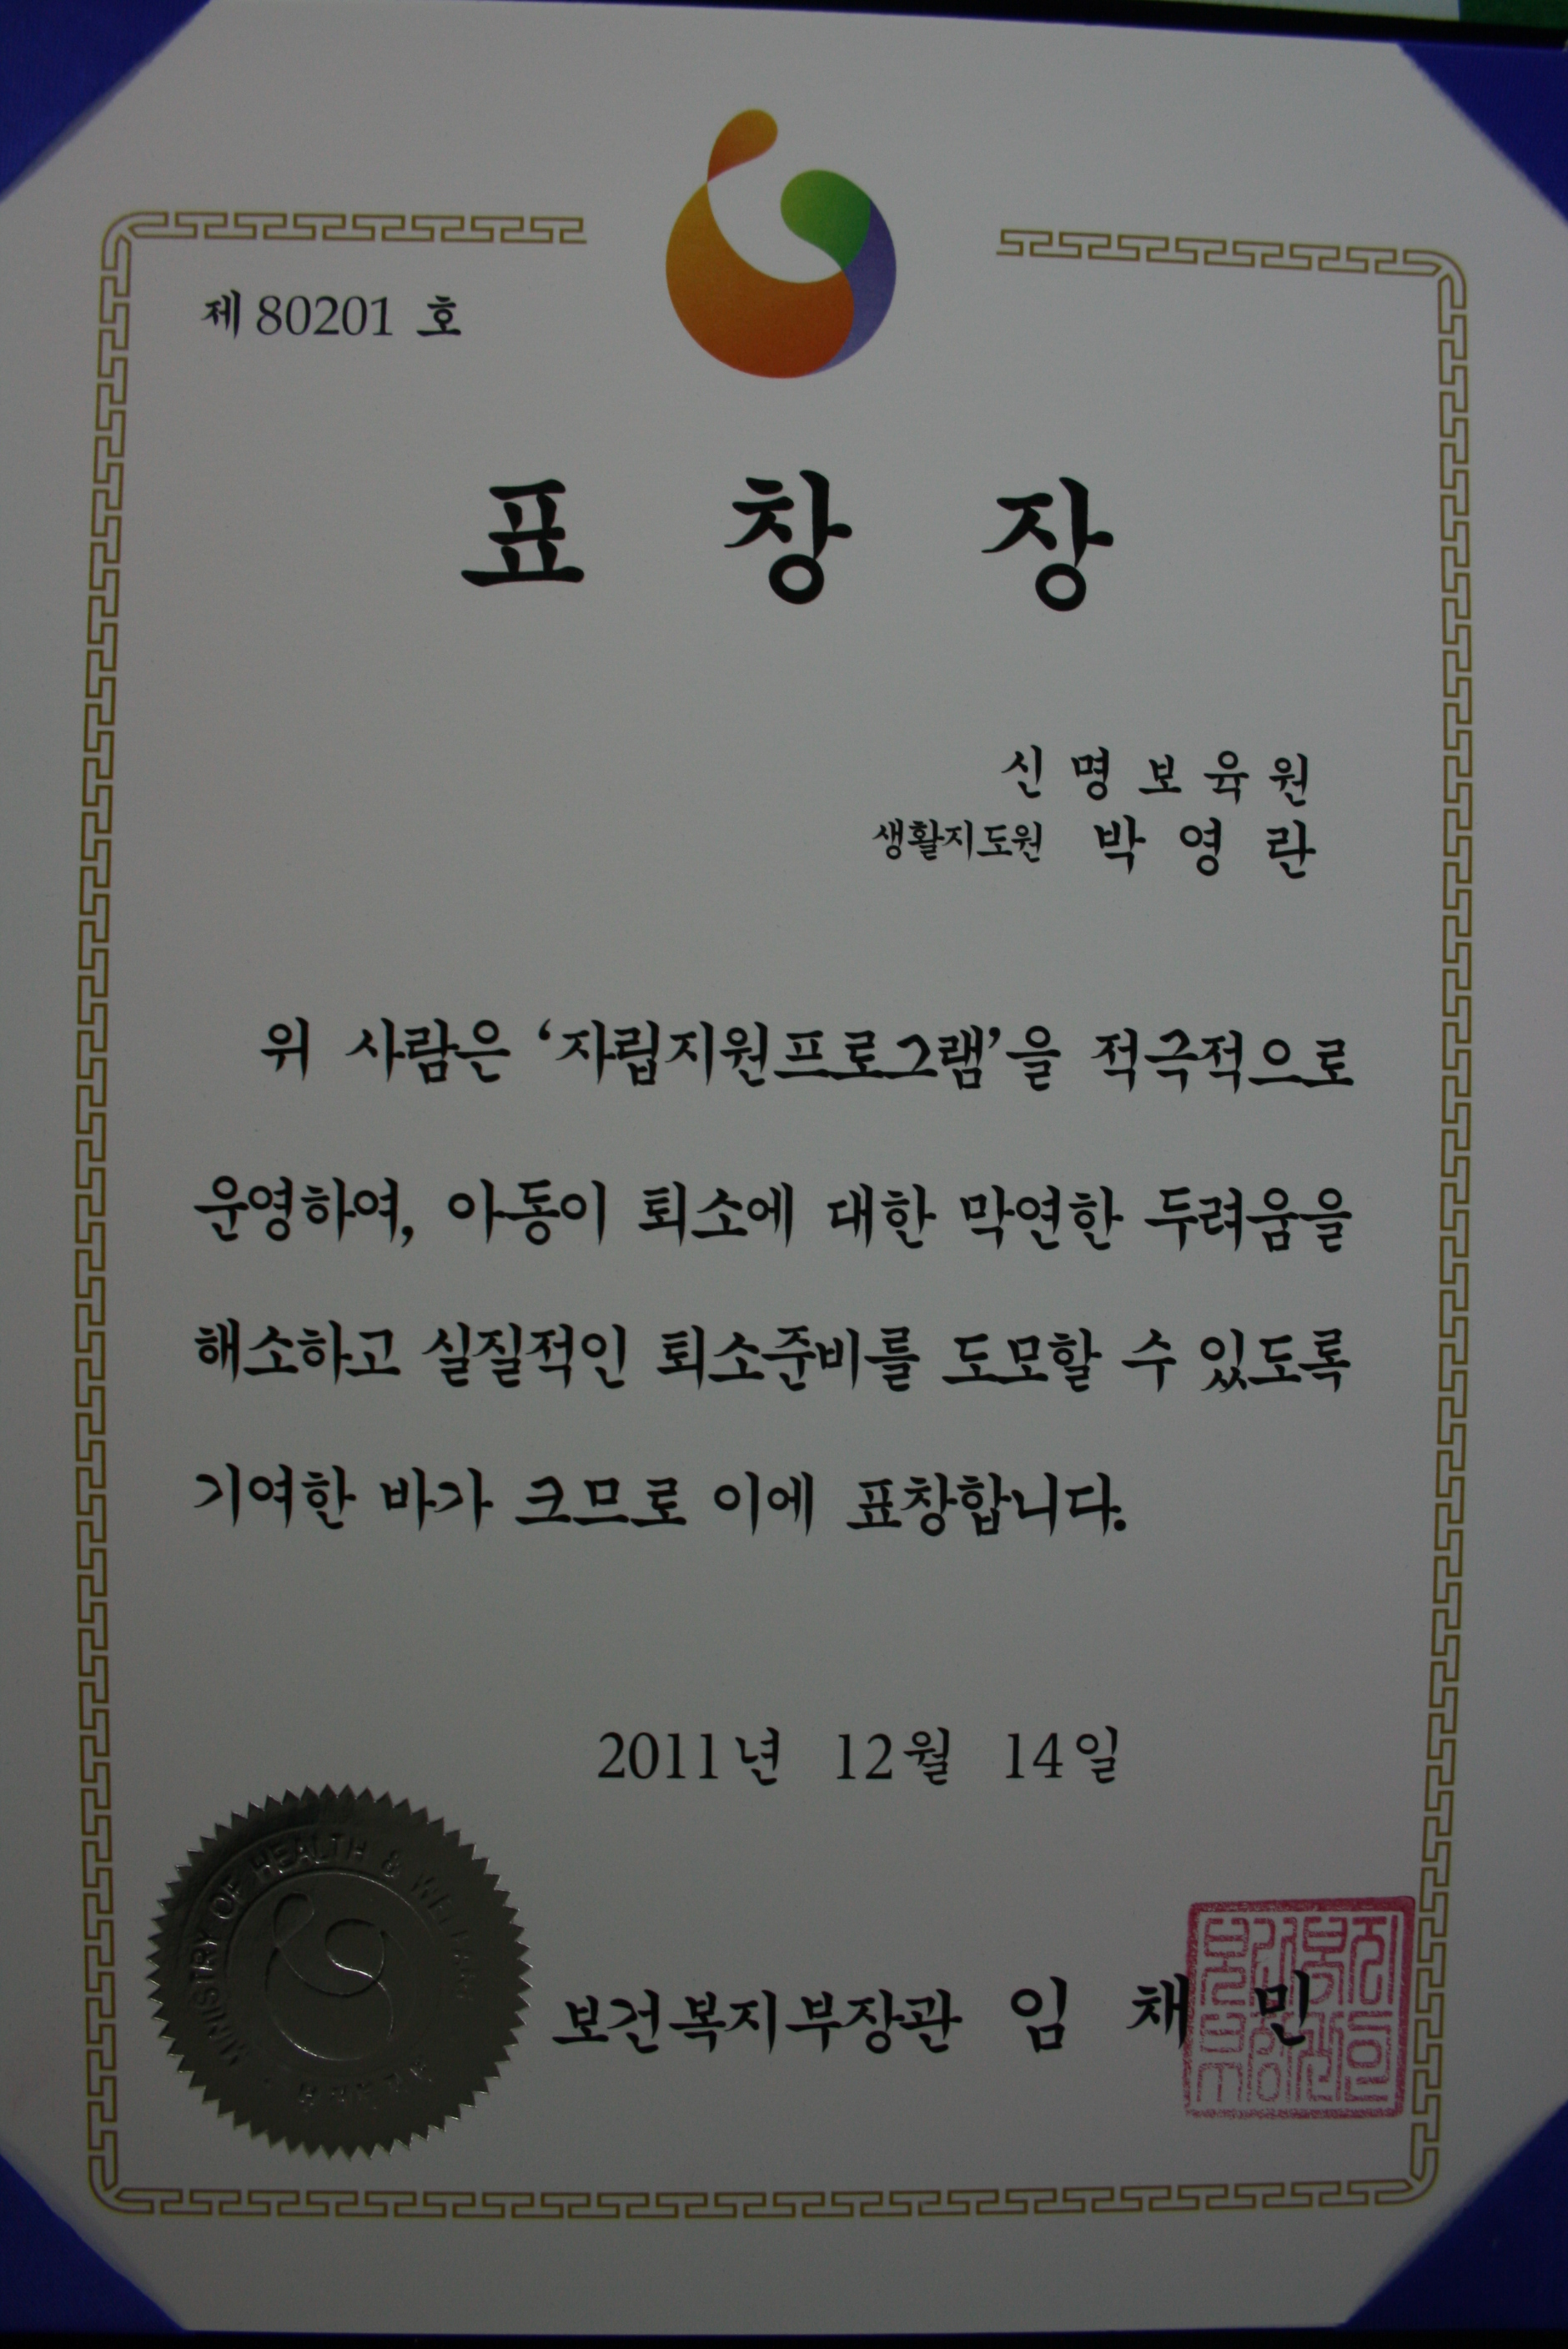 제 80201 호
표 창 장
신 명 보 육 원
생활지도원 박 영 란
위 사람은 ‘자립지원프로그램’을 적극적으로
운영하여, 아동이 퇴소에 대한 막연한 두려움을
해소하고 실질적인 퇴소준비를 도모할 수 있도록
기여한 바가 크므로 이에 표창합니다.
2011년 12월 14일
MINISTRY OF HEALTH & WELFARE
보건복지부장관 임 채 민